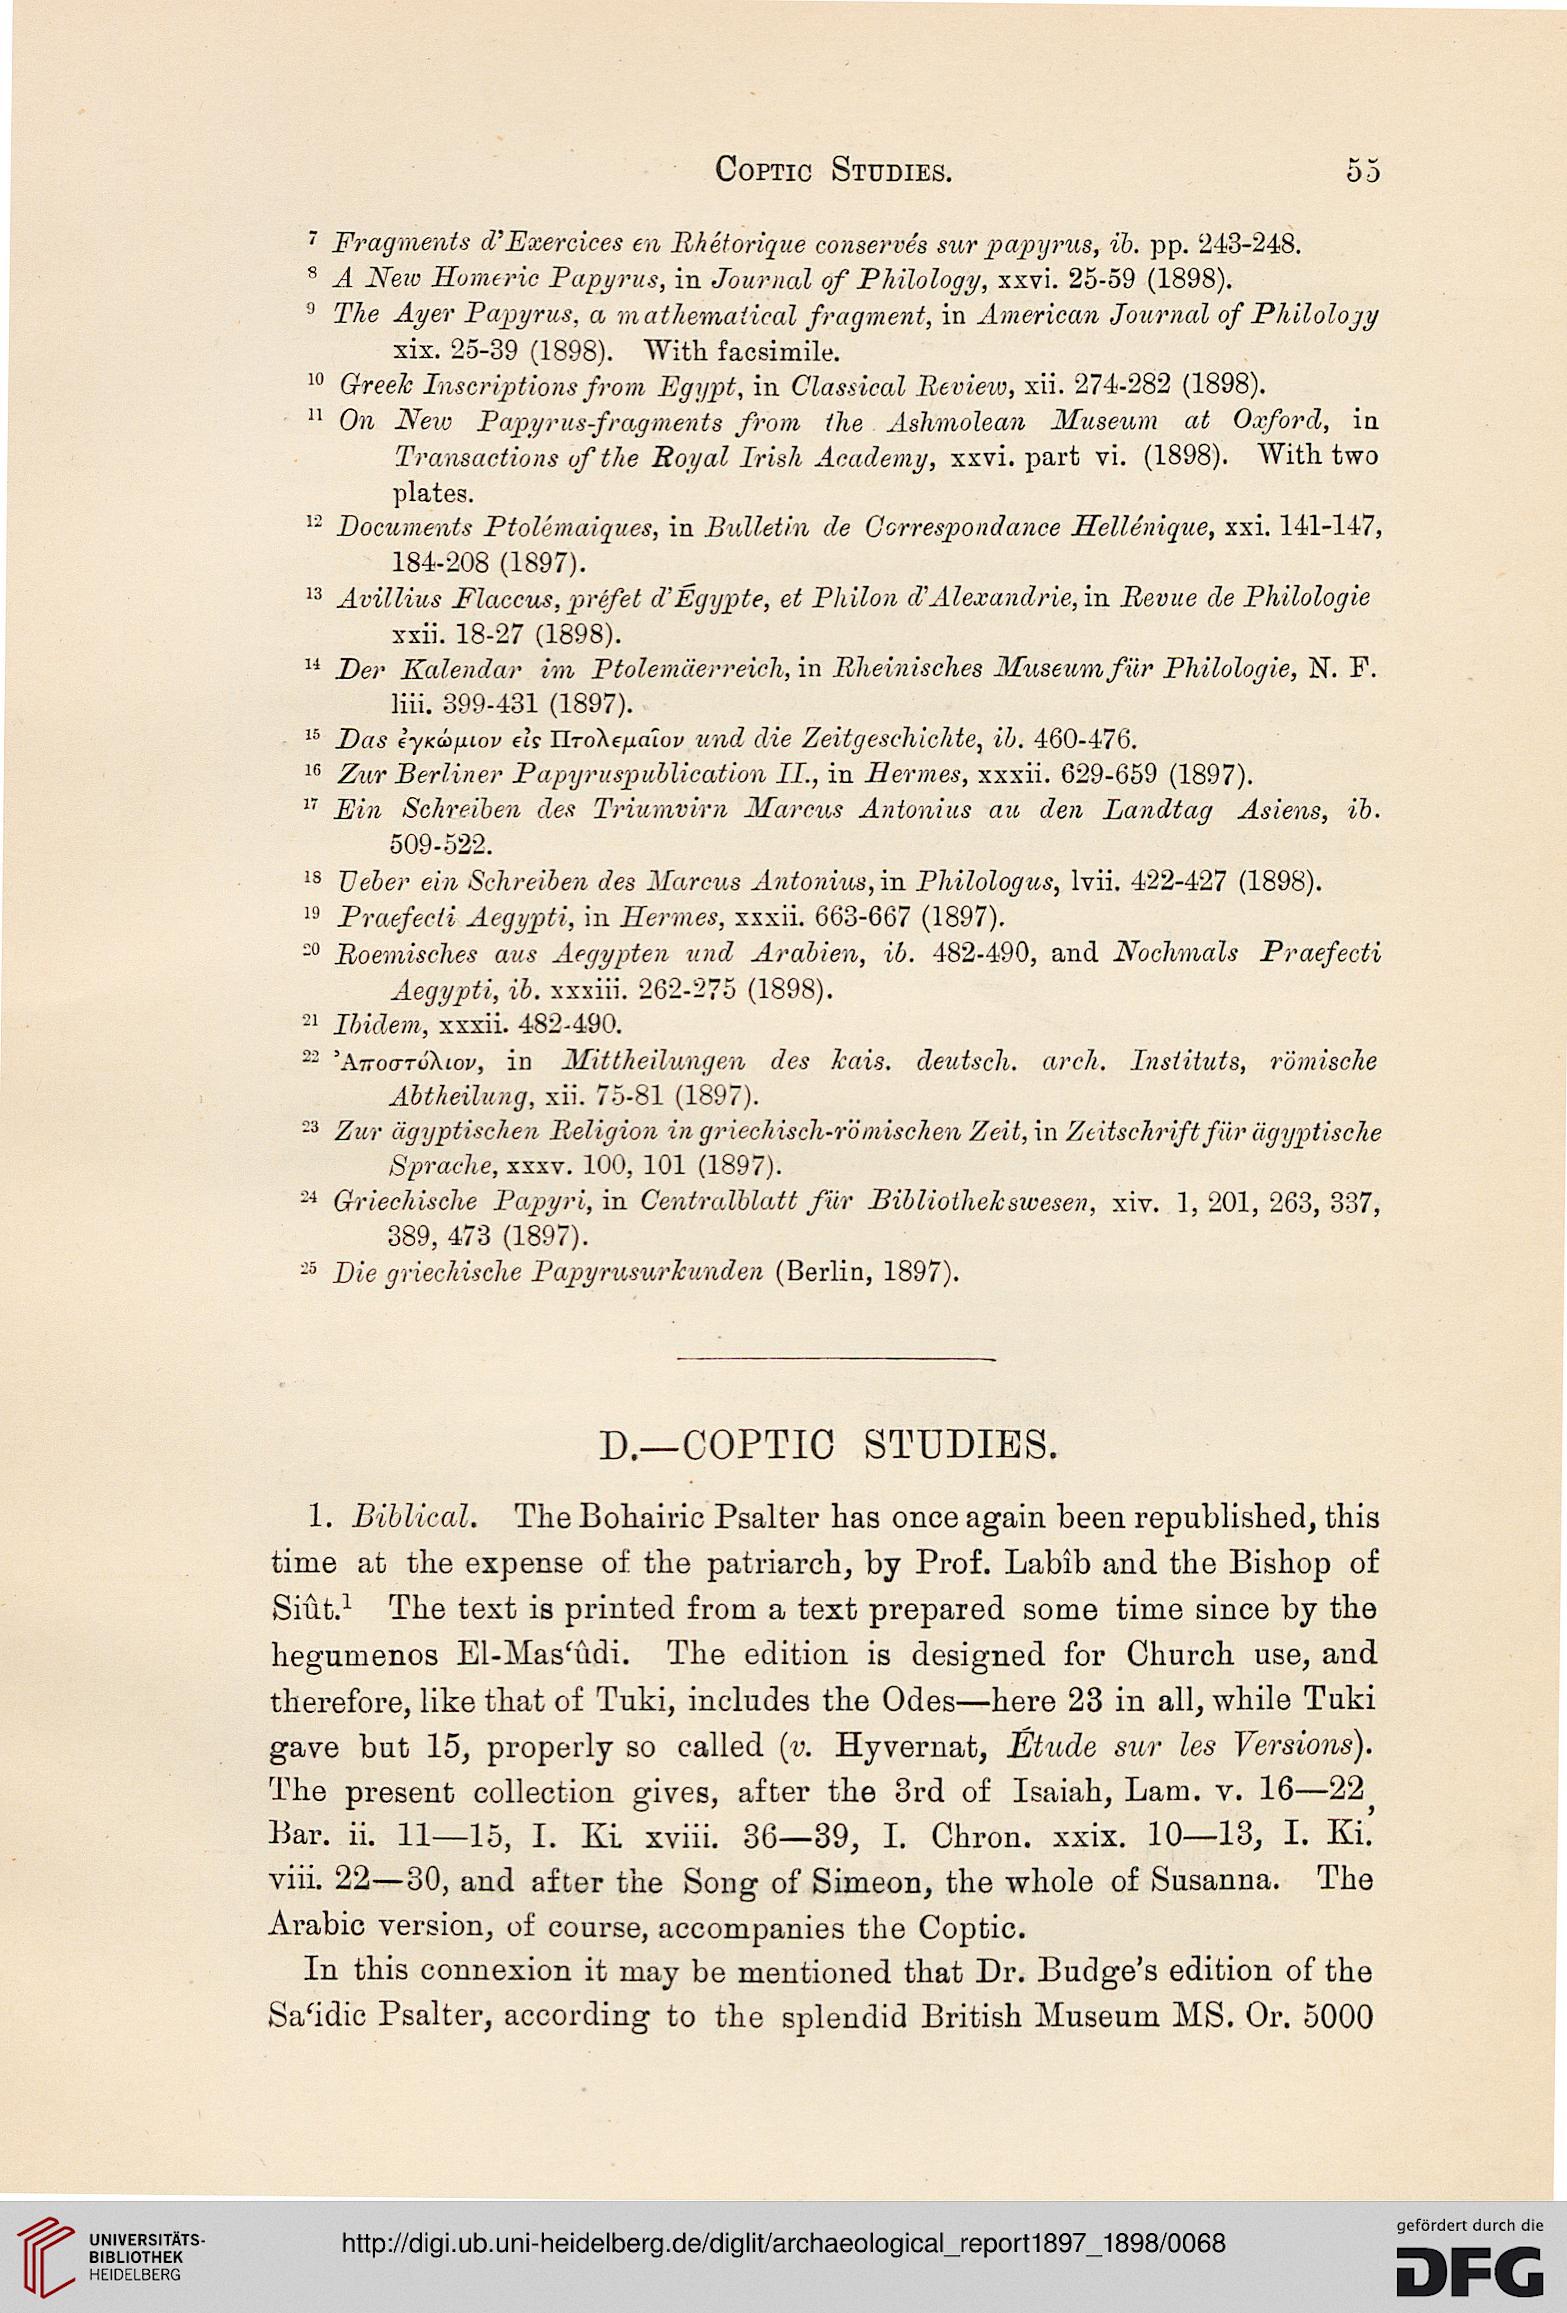 COPTIC STUDIES. 55
⁷ Fragments d'Exercices en Rhétorique conservés sur papyrus, ib. pp. 243-248.
⁸ A New Homeric Papyrus, in Journal of Philology, xxvi. 25-59 (1898).
⁹ The Ayer Papyrus, a mathematical fragment, in American Journal of Philology
xix. 25-39 (1898). With facsimile.
¹⁰ Greek Inscriptions from Egypt, in Classical Review, xii. 274-282 (1898).
¹¹ On New Papyrus-fragments from the Ashmolean Museum at Oxford, in
Transactions of the Royal Irish Academy, xxvi. part vi. (1898). With two
plates.
¹² Documents Ptolémaiques, in Bulletin de Correspondance Hellénique, xxi. 141-147,
184-208 (1897).
¹³ Avillius Flaccus, préfet d'Égypte, et Philon d'Alexandrie, in Revue de Philologie
xxii. 18-27 (1898).
¹⁴ Der Kalendar im Ptolemäerreich, in Rheinisches Museum für Philologie, N. F.
liii. 399-431 (1897).
¹⁵ Das ἐγκώμιον εἰς Πτολεμαῖον und die Zeitgeschichte, ib. 460-476.
¹⁶ Zur Berliner Papyruspublication II., in Hermes, xxxii. 629-659 (1897).
¹⁷ Ein Schreiben des Triumvirn Marcus Antonius au den Landtag Asiens, ib.
509-522.
¹⁸ Ueber ein Schreiben des Marcus Antonius, in Philologus, lvii. 422-427 (1898).
¹⁹ Praefecti Aegypti, in Hermes, xxxii. 663-667 (1897).
²⁰ Roemisches aus Aegypten und Arabien, ib. 482-490, and Nochmals Praefecti
Aegypti, ib. xxxiii. 262-275 (1898).
²¹ Ibidem, xxxii. 482-490.
²² Ἀποστόλιον, in Mittheilungen des kais. deutsch. arch. Instituts, römische
Abtheilung, xii. 75-81 (1897).
²³ Zur ägyptischen Religion in griechisch-römischen Zeit, in Zeitschrift für ägyptische
Sprache, xxxv. 100, 101 (1897).
²⁴ Griechische Papyri, in Centralblatt für Bibliothekswesen, xiv. 1, 201, 263, 337,
389, 473 (1897).
²⁵ Die griechische Papyrusurkunden (Berlin, 1897).
D.—COPTIC STUDIES.
1. Biblical. The Bohairic Psalter has once again been republished, this
time at the expense of the patriarch, by Prof. Labîb and the Bishop of
Siût.¹ The text is printed from a text prepared some time since by the
hegumenos El-Mas‘ûdi. The edition is designed for Church use, and
therefore, like that of Tuki, includes the Odes—here 23 in all, while Tuki
gave but 15, properly so called (v. Hyvernat, Étude sur les Versions).
The present collection gives, after the 3rd of Isaiah, Lam. v. 16—22,
Bar. ii. 11—15, I. Ki. xviii. 36—39, I. Chron. xxix. 10—13, I. Ki.
viii. 22—30, and after the Song of Simeon, the whole of Susanna. The
Arabic version, of course, accompanies the Coptic.
In this connexion it may be mentioned that Dr. Budge's edition of the
Sa‘idic Psalter, according to the splendid British Museum MS. Or. 5000
UNIVERSITÄTS-
BIBLIOTHEK
HEIDELBERG
http://digi.ub.uni-heidelberg.de/diglit/archaeological_report1897_1898/0068
gefördert durch die
DFG